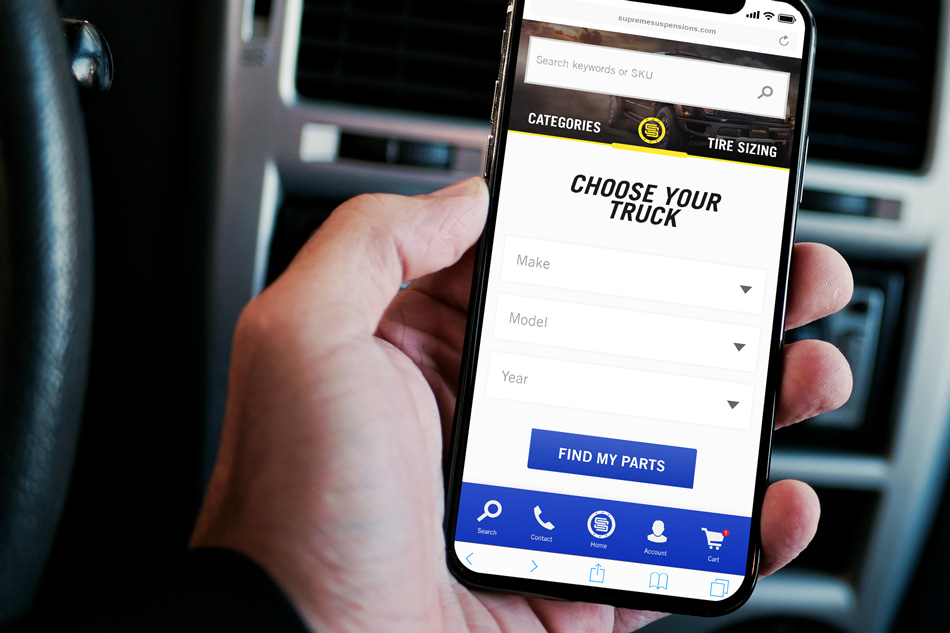 supremesuspensions.com
Search keywords or SKU
CATEGORIES
TIRE SIZING
CHOOSE YOUR
TRUCK
Make
Model
Year
FIND MY PARTS
Search
Contact
Home
Account
Cart